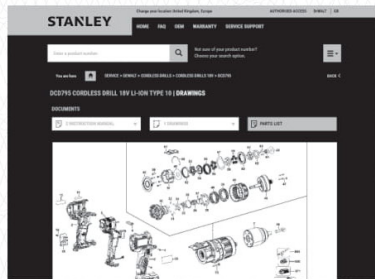 STANLEY
Change your location: United Kingdom, Europe
AUTHORISED ACCESS DEWALT EN
HOME FAQ OEM WARRANTY SERVICE SUPPORT
Enter a product number
Not sure of your product number?
Choose your search option.
You are here:
SERVICE > DEWALT > CORDLESS DRILLS > CORDLESS DRILLS 18V > DCD795
BACK
DCD795 CORDLESS DRILL 18V LI-ION TYPE 10 | DRAWINGS
DOCUMENTS
2 INSTRUCTION MANUAL
1 DRAWINGS
PARTS LIST